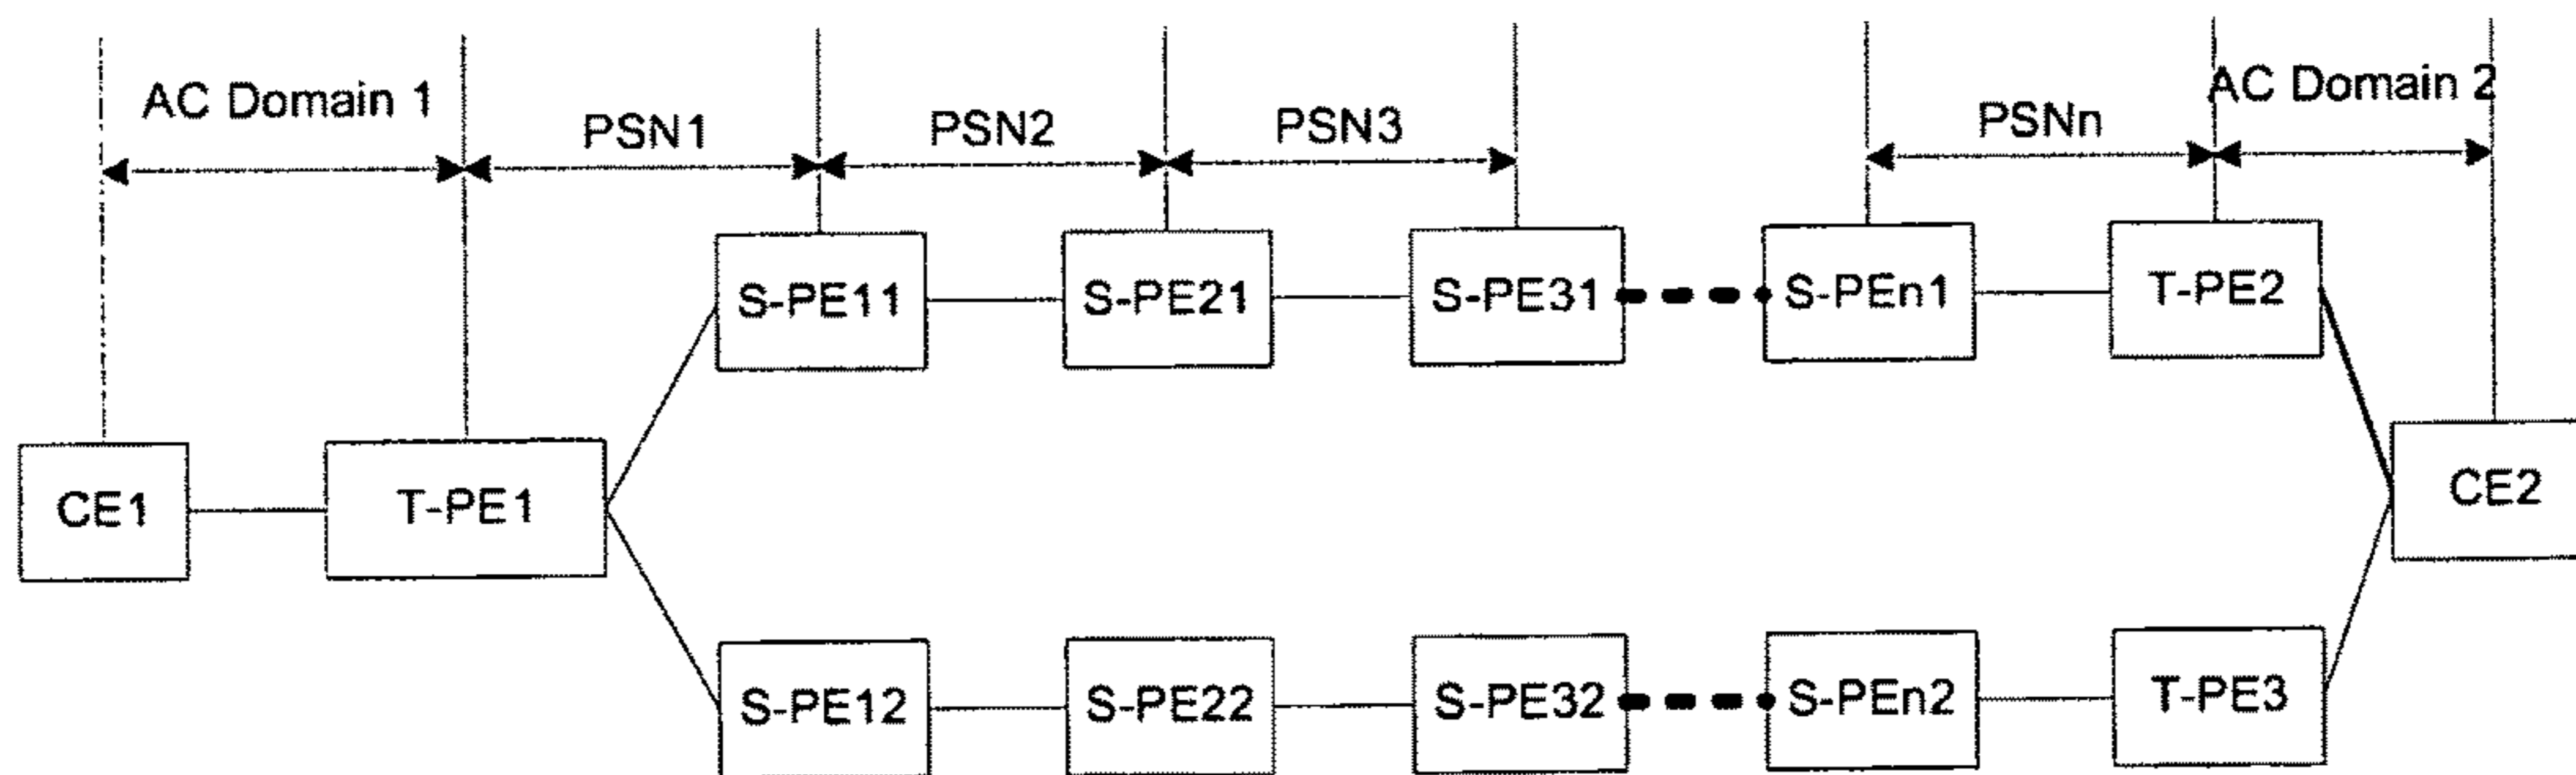 AC Domain 1
PSN1
PSN2
PSN3
PSNn
AC Domain 2
S-PE11
S-PE21
S-PE31
S-PEn1
T-PE2
CE1
T-PE1
CE2
S-PE12
S-PE22
S-PE32
S-PEn2
T-PE3